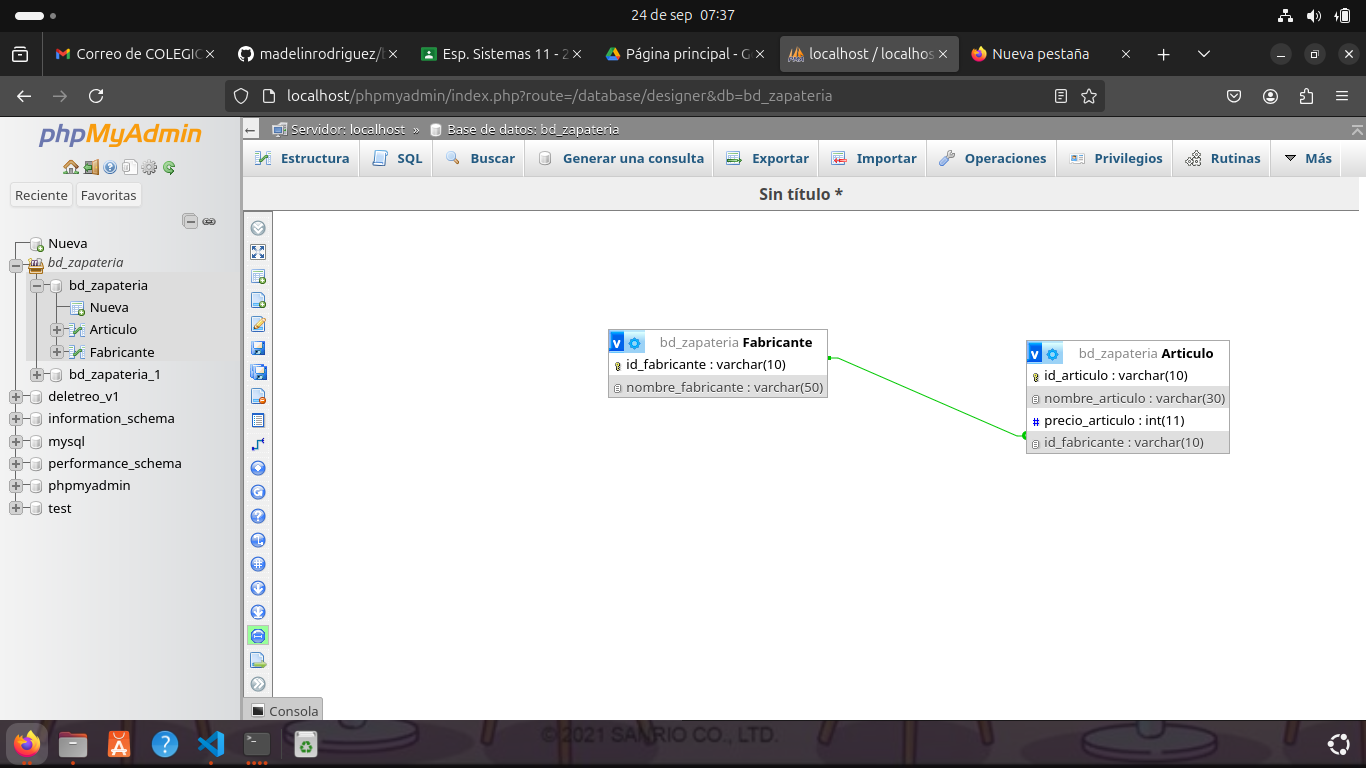 24 de sep 07:37
Correo de COLEGIO
madelinrodriguez/
Esp. Sistemas 11 - 2
Página principal - G
localhost / localhos
Nueva pestaña
localhost/phpmyadmin/index.php?route=/database/designer&db=bd_zapateria
phpMyAdmin
Reciente Favoritas
Nueva
bd_zapateria
bd_zapateria
Nueva
Articulo
Fabricante
bd_zapateria_1
deletreo_v1
information_schema
mysql
performance_schema
phpmyadmin
test
Servidor: localhost » Base de datos: bd_zapateria
Estructura SQL Buscar Generar una consulta Exportar Importar Operaciones Privilegios Rutinas Más
Sin título *
v bd_zapateria Fabricante
id_fabricante : varchar(10)
nombre_fabricante : varchar(50)
v bd_zapateria Articulo
id_articulo : varchar(10)
nombre_articulo : varchar(30)
# precio_articulo : int(11)
id_fabricante : varchar(10)
Consola
© 2021 SANRIO CO., LTD.